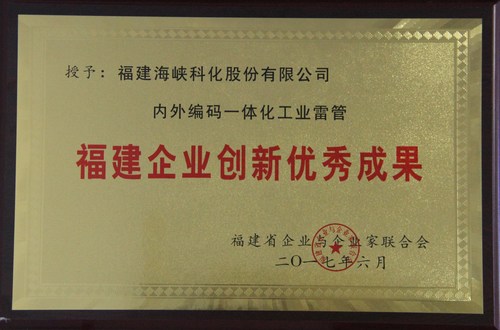 授予：福建海峡科化股份有限公司
内外编码一体化工业雷管
福建企业创新优秀成果
福建省企业与企业家联合会
二〇一七年六月